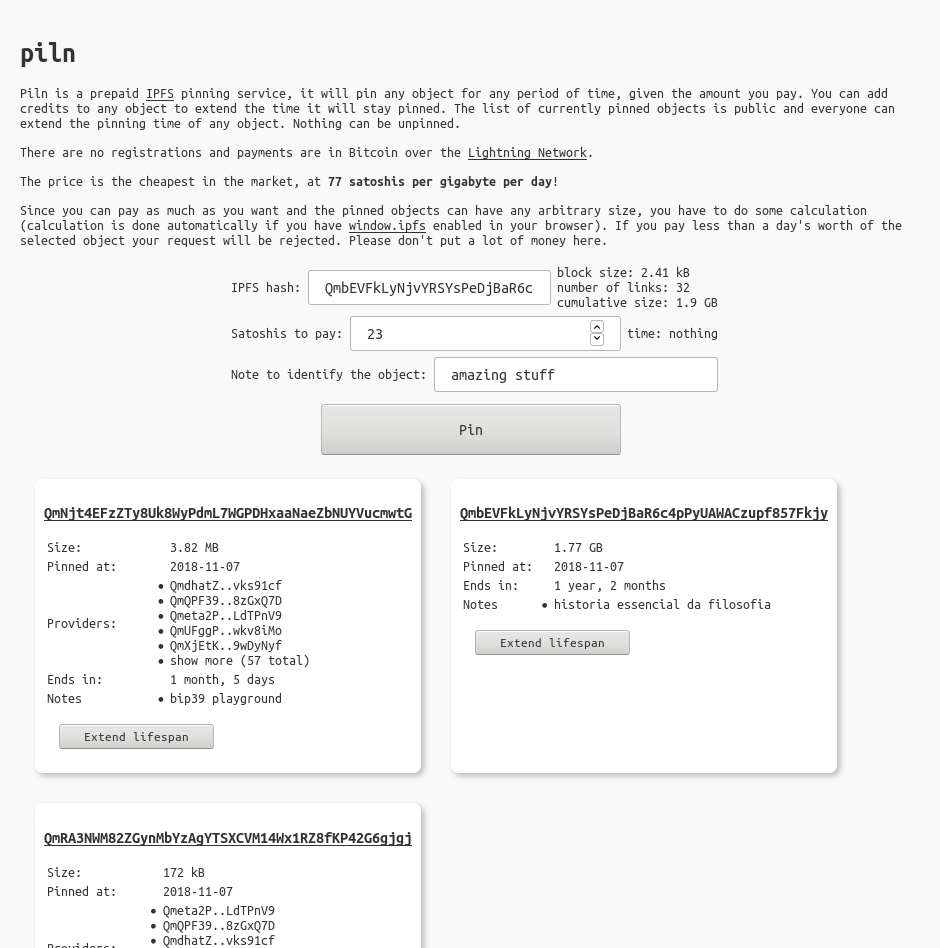 piln
Piln is a prepaid IPFS pinning service, it will pin any object for any period of time, given the amount you pay. You can add
credits to any object to extend the time it will stay pinned. The list of currently pinned objects is public and everyone can
extend the pinning time of any object. Nothing can be unpinned.
There are no registrations and payments are in Bitcoin over the Lightning Network.
The price is the cheapest in the market, at 77 satoshis per gigabyte per day!
Since you can pay as much as you want and the pinned objects can have any arbitrary size, you have to do some calculation
(calculation is done automatically if you have window.ipfs enabled in your browser). If you pay less than a day's worth of the
selected object your request will be rejected. Please don't put a lot of money here.
IPFS hash: QmbEVFkLyNjvYRSYsPeDjBaR6c
block size: 2.41 kB
number of links: 32
cumulative size: 1.9 GB
Satoshis to pay: 23 time: nothing
Note to identify the object: amazing stuff
Pin
QmNjt4EFzZTy8Uk8WyPdmL7WGPDHxaaNaeZbNUYVucmwtG
Size: 3.82 MB
Pinned at: 2018-11-07
Providers:
• QmdhatZ..vks91cf
• QmQPF39..8zGxQ7D
• Qmeta2P..LdTPnV9
• QmUFggP..wkv8iMo
• QmXjEtK..9wDyNyf
• show more (57 total)
Ends in: 1 month, 5 days
Notes • bip39 playground
Extend lifespan
QmbEVFkLyNjvYRSYsPeDjBaR6c4pPyUAWACzupf857Fkjy
Size: 1.77 GB
Pinned at: 2018-11-07
Ends in: 1 year, 2 months
Notes • historia essencial da filosofia
Extend lifespan
QmRA3NWM82ZGynMbYzAgYTSXCVM14Wx1RZ8fKP42G6gjgj
Size: 172 kB
Pinned at: 2018-11-07
• Qmeta2P..LdTPnV9
• QmQPF39..8zGxQ7D
• QmdhatZ..vks91cf
Providers: